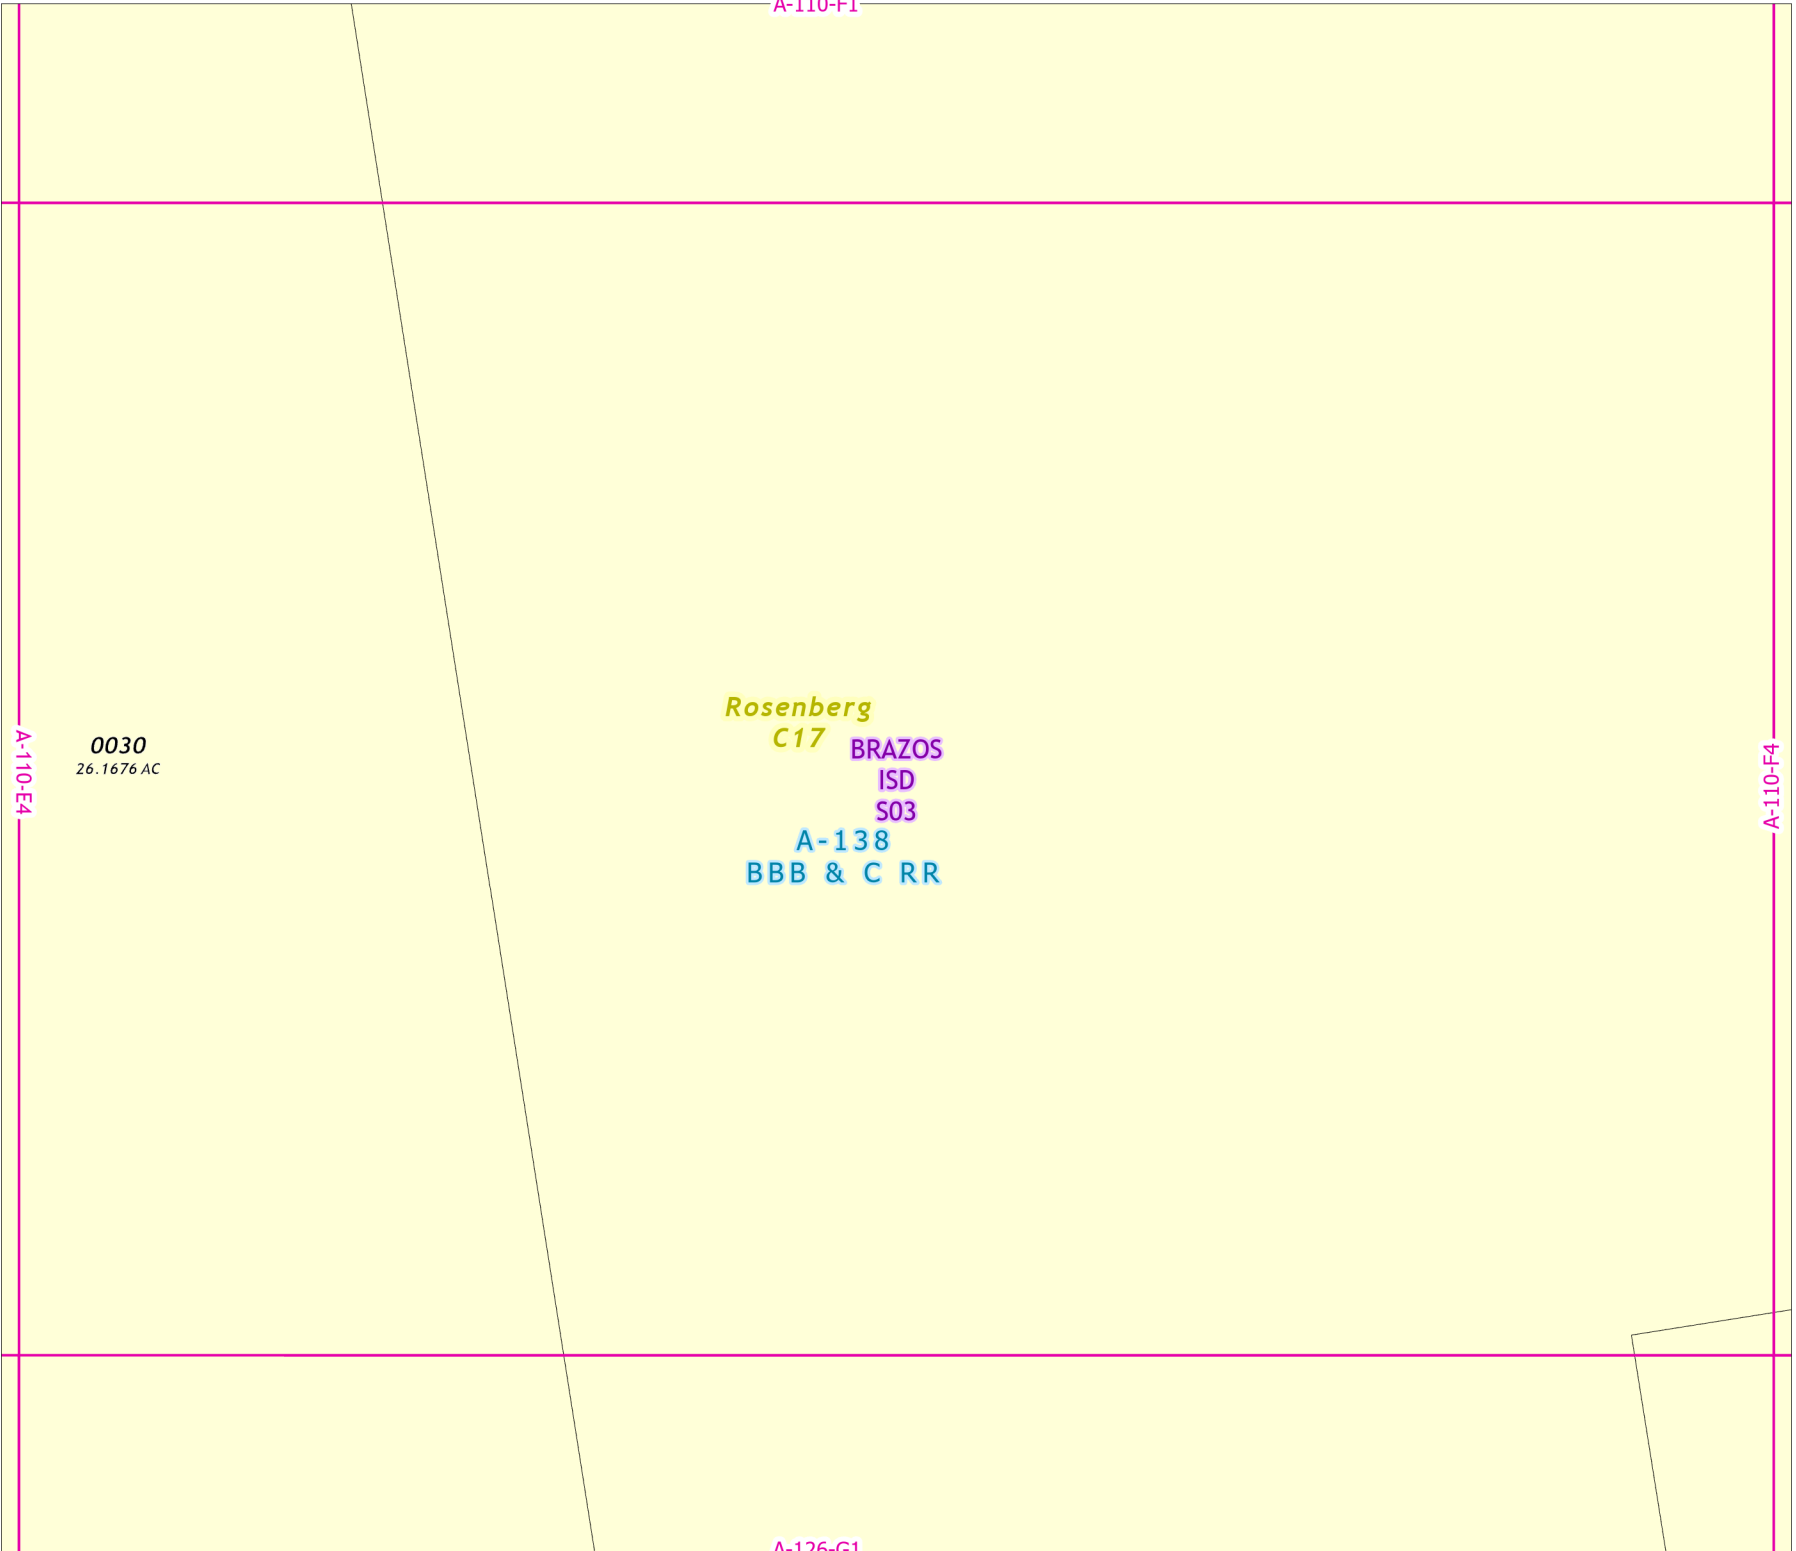 A-110-F1
Rosenberg
C17
BRAZOS
ISD
S03
0030
26.1676 AC
A-110-E4
A-110-F4
A-138
BBB & C RR
A-126-G1